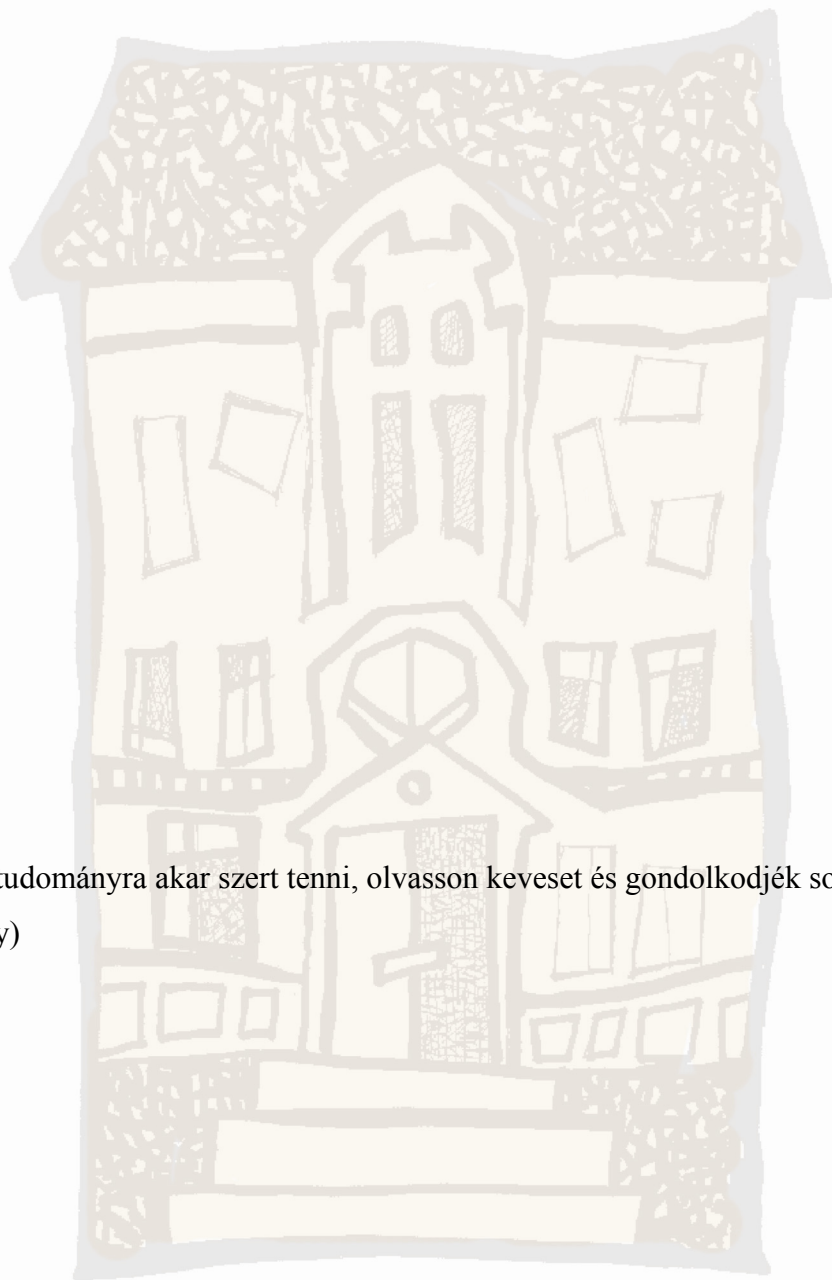 tudományra akar szert tenni, olvasson keveset és gondolkodjék so
y)